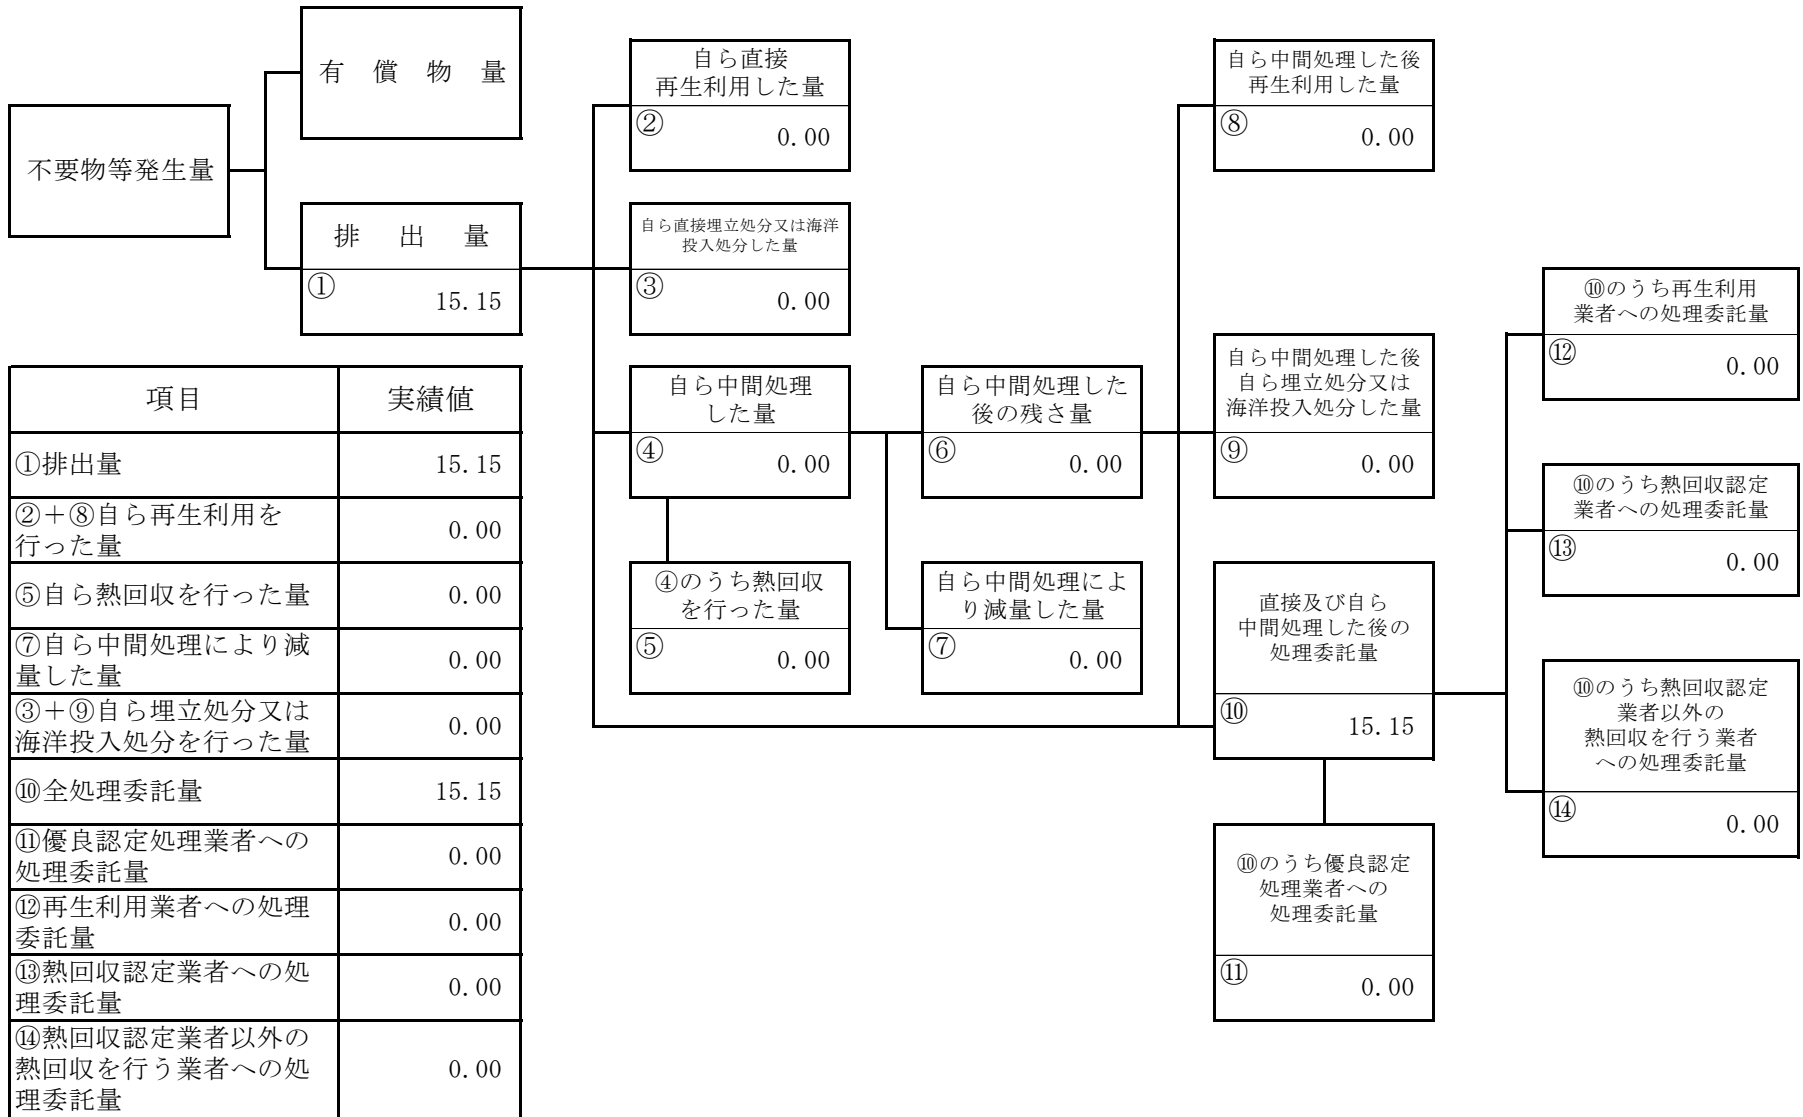 有償物量
不要物等発生量
排出量
①
15.15
自ら直接
再生利用した量
②
0.00
自ら直接埋立処分又は海洋
投入処分した量
③
0.00
自ら中間処理
した量
④
0.00
④のうち熱回収
を行った量
⑤
0.00
自ら中間処理した
後の残さ量
⑥
0.00
自ら中間処理によ
り減量した量
⑦
0.00
自ら中間処理した後
再生利用した量
⑧
0.00
自ら中間処理した後
自ら埋立処分又は
海洋投入処分した量
⑨
0.00
直接及び自ら
中間処理した後の
処理委託量
⑩
15.15
⑩のうち優良認定
処理業者への
処理委託量
⑪
0.00
⑩のうち再生利用
業者への処理委託量
⑫
0.00
⑩のうち熱回収認定
業者への処理委託量
⑬
0.00
⑩のうち熱回収認定
業者以外の
熱回収を行う業者
への処理委託量
⑭
0.00
項目 実績値
①排出量 15.15
②＋⑧自ら再生利用を
行った量 0.00
⑤自ら熱回収を行った量 0.00
⑦自ら中間処理により減
量した量 0.00
③＋⑨自ら埋立処分又は
海洋投入処分を行った量 0.00
⑩全処理委託量 15.15
⑪優良認定処理業者への
処理委託量 0.00
⑫再生利用業者への処理
委託量 0.00
⑬熱回収認定業者への処
理委託量 0.00
⑭熱回収認定業者以外の
熱回収を行う業者への処 0.00
理委託量